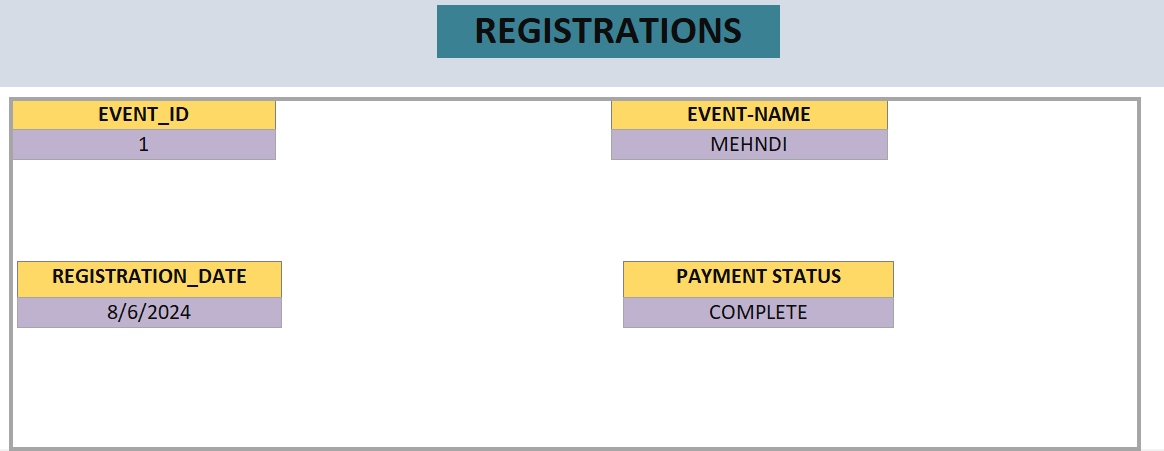 REGISTRATIONS
EVENT_ID
EVENT-NAME
1
MEHNDI
REGISTRATION_DATE
PAYMENT STATUS
8/6/2024
COMPLETE